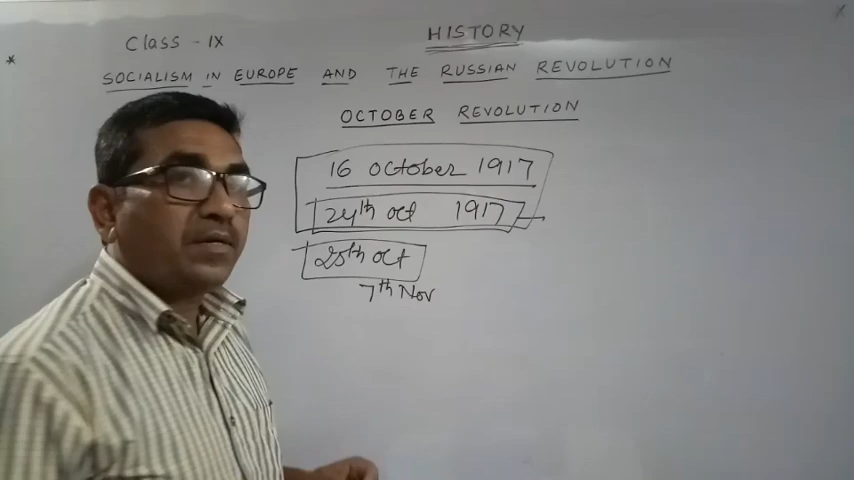 Class - IX
HISTORY
SOCIALISM IN EUROPE AND THE RUSSIAN REVOLUTION
OCTOBER REVOLUTION
16 October 1917
24th oct 1917
25th oct
7th Nov